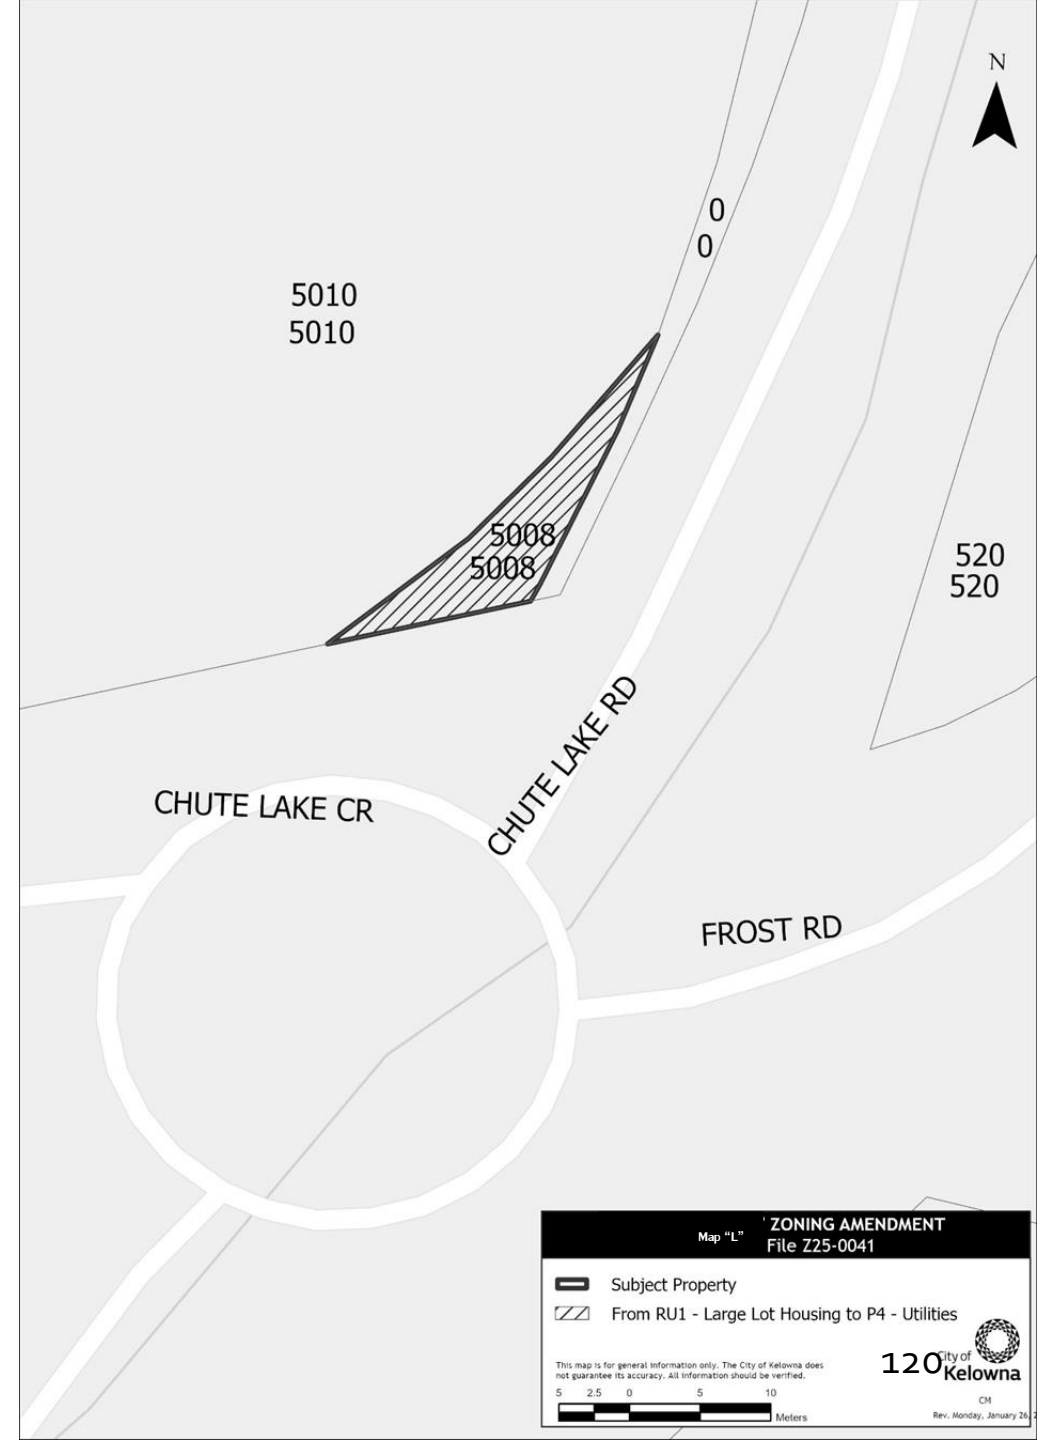 N
0
0
5010
5010
5008
5008
520
520
CHUTE LAKE RD
CHUTE LAKE CR
FROST RD
Map "L" ' ZONING AMENDMENT
File Z25-0041
Subject Property
From RU1 - Large Lot Housing to P4 - Utilities
This map is for general information only. The City of Kelowna does
not guarantee its accuracy. All information should be verified.
120
City of
Kelowna
5 2.5 0 5 10
Meters
CM
Rev. Monday, January 26,